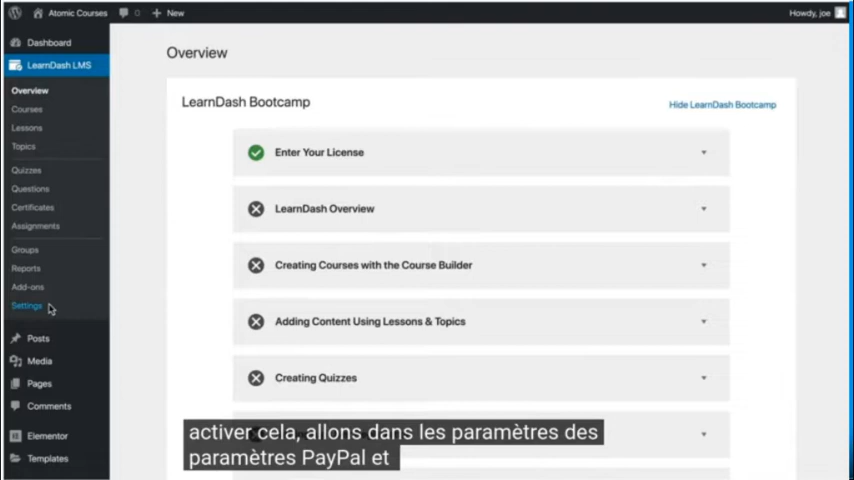 Atomic Courses 0 + New Howdy, joe
Dashboard
LearnDash LMS
Overview
Courses
Lessons
Topics
Quizzes
Questions
Certificates
Assignments
Groups
Reports
Add-ons
Settings
Posts
Media
Pages
Comments
Elementor
Templates
Overview
LearnDash Bootcamp Hide LearnDash Bootcamp
Enter Your License
LearnDash Overview
Creating Courses with the Course Builder
Adding Content Using Lessons & Topics
Creating Quizzes
activer cela, allons dans les paramètres des
paramètres PayPal et